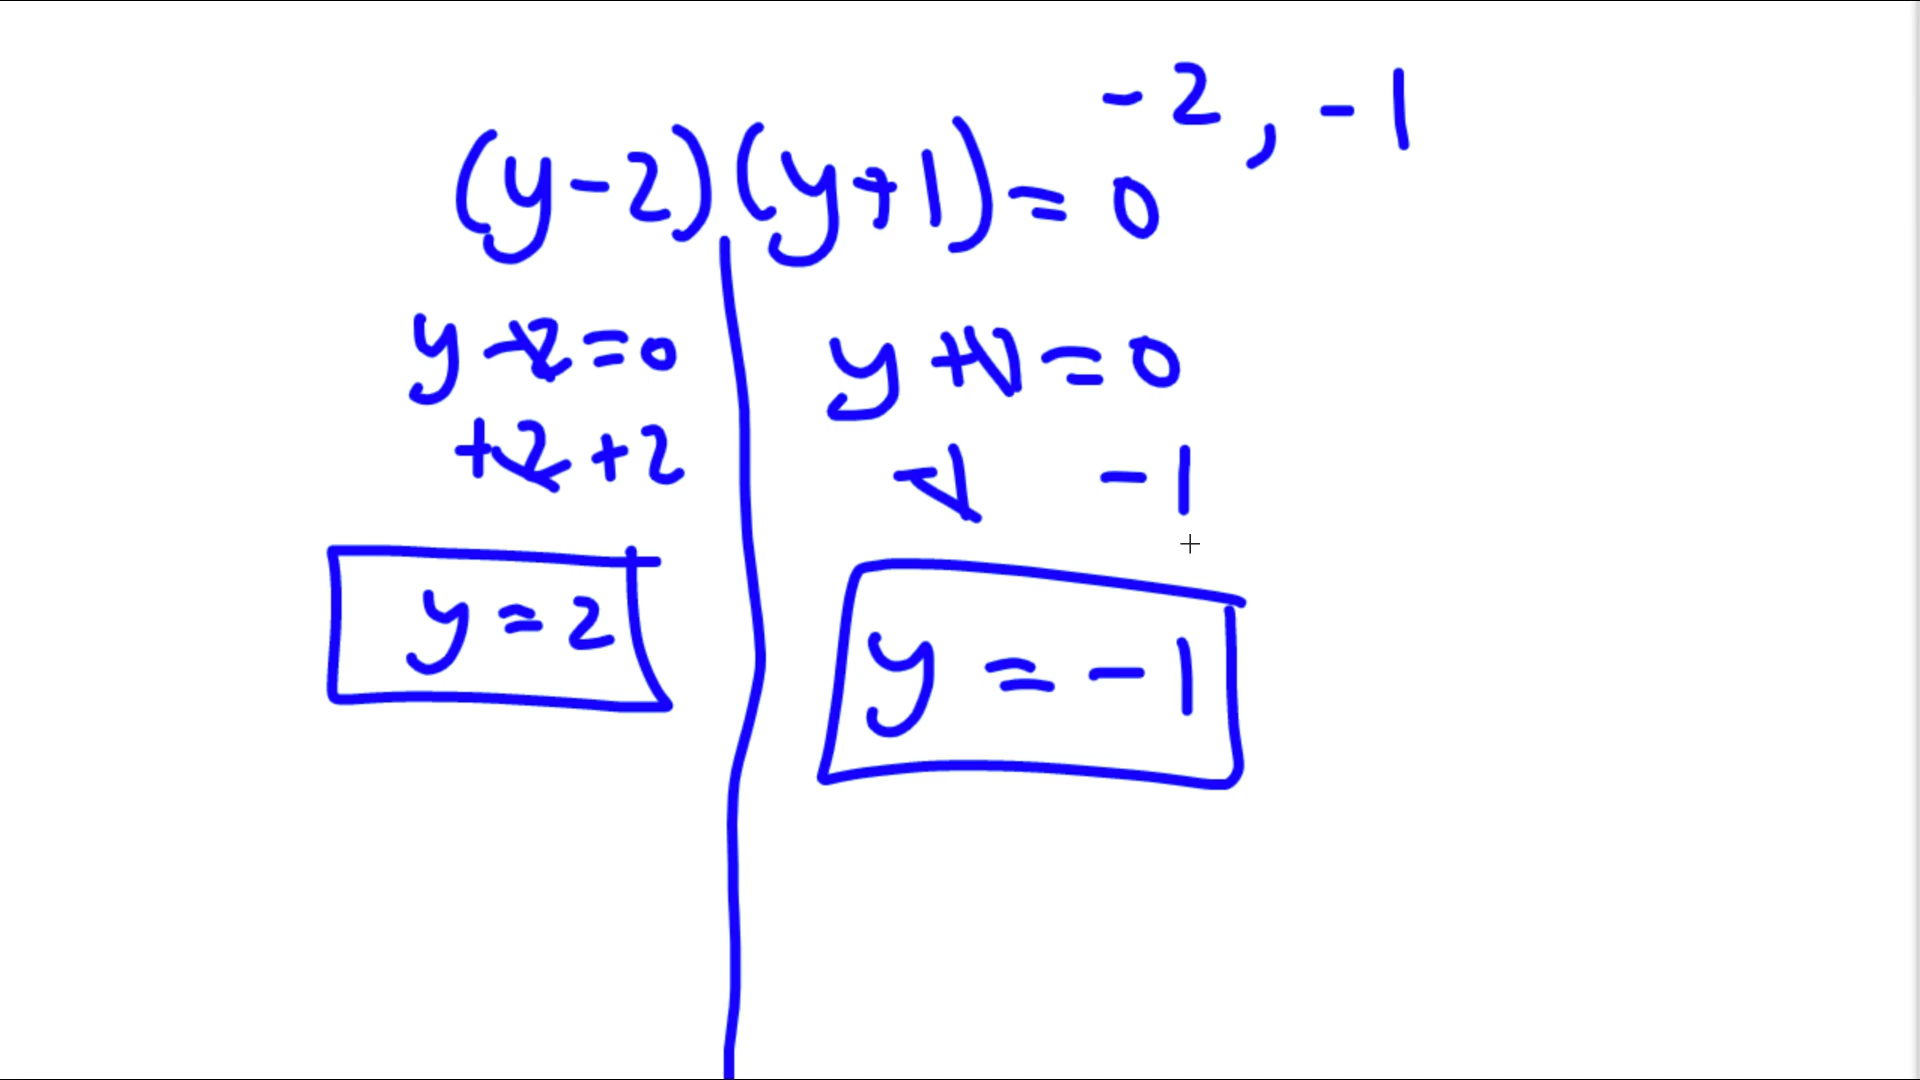 -2, -1
(y-2)(y+1)=0
y-2=0
+2 +2
y=2
y+1=0
-1 -1
y=-1